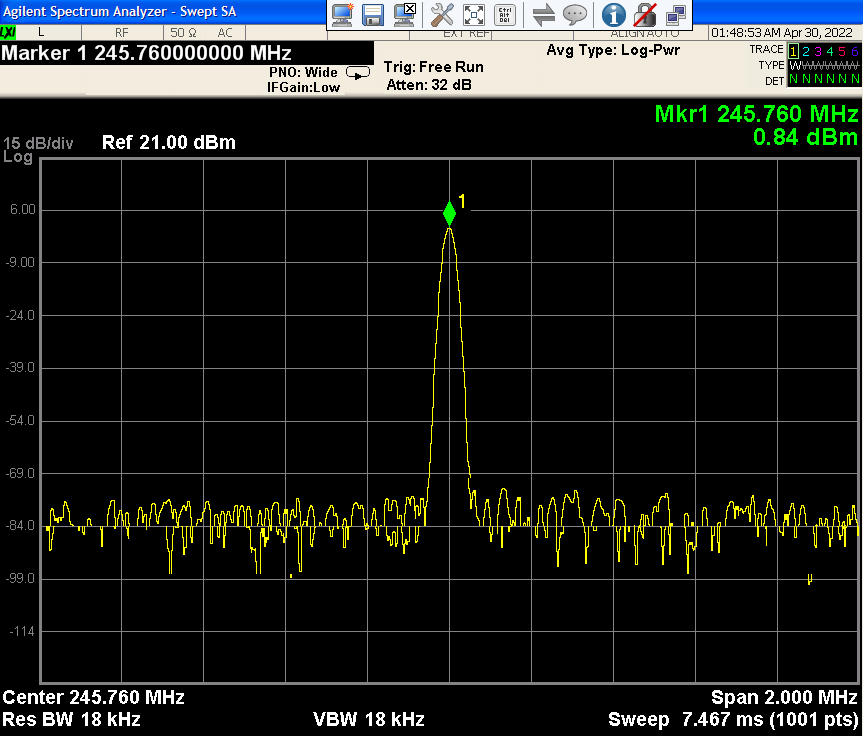 Agilent Spectrum Analyzer - Swept SA
LXI L RF 50 Ω AC EXT REF ALIGN AUTO 01:48:53 AM Apr 30, 2022
Marker 1 245.760000000 MHz
PNO: Wide
IFGain:Low
Trig: Free Run
Atten: 32 dB
Avg Type: Log-Pwr
TRACE 1 2 3 4 5 6
TYPE W
DET N N N N N N
Ctrl Alt Del
Mkr1 245.760 MHz
0.84 dBm
15 dB/div
Log
Ref 21.00 dBm
1
6.00
-9.00
-24.0
-39.0
-54.0
-69.0
-84.0
-99.0
-114
Center 245.760 MHz
Span 2.000 MHz
Res BW 18 kHz
VBW 18 kHz
Sweep 7.467 ms (1001 pts)